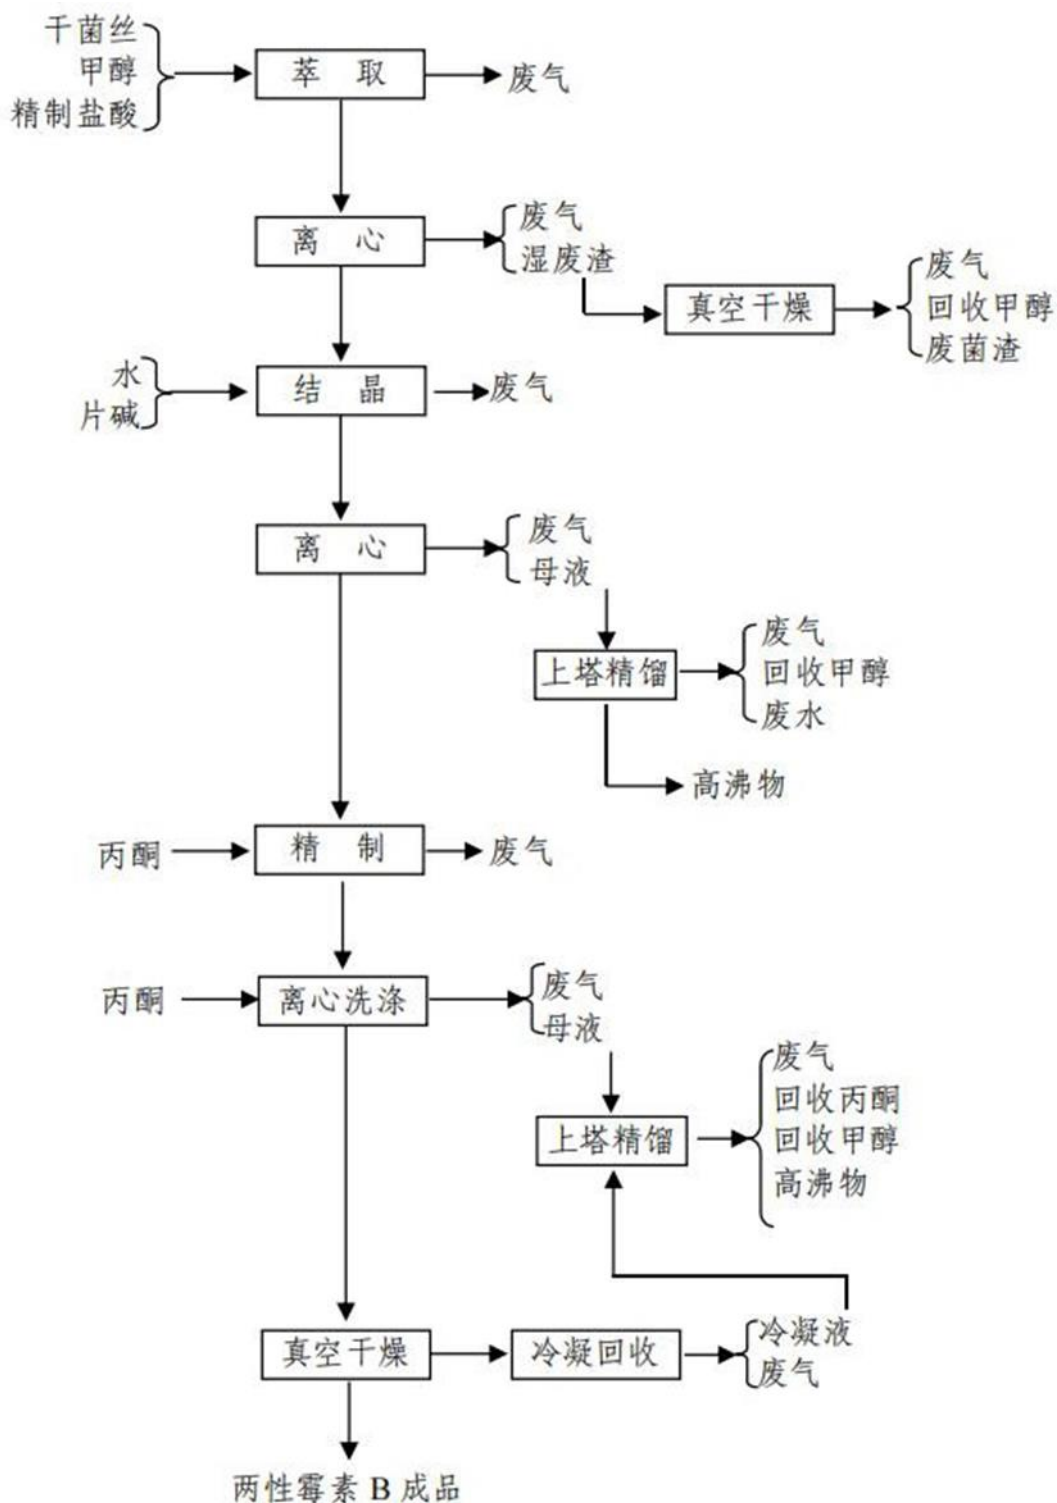 干菌丝
甲醇
精制盐酸
萃 取
废气
离 心
废气
湿废渣
真空干燥
废气
回收甲醇
废菌渣
水
片碱
结 晶
废气
离 心
废气
母液
上塔精馏
废气
回收甲醇
废水
高沸物
丙酮
精 制
废气
丙酮
离心洗涤
废气
母液
上塔精馏
废气
回收丙酮
回收甲醇
高沸物
真空干燥
冷凝回收
冷凝液
废气
两性霉素 B 成品